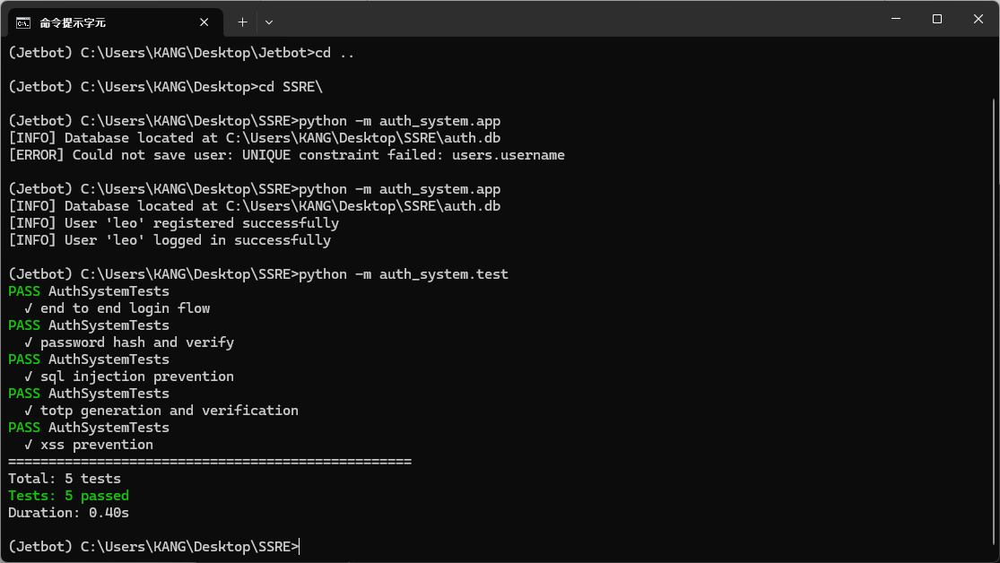 命令提示字元
(Jetbot) C:\Users\KANG\Desktop\Jetbot>cd ..
(Jetbot) C:\Users\KANG\Desktop>cd SSRE\
(Jetbot) C:\Users\KANG\Desktop\SSRE>python -m auth_system.app
[INFO] Database located at C:\Users\KANG\Desktop\SSRE\auth.db
[ERROR] Could not save user: UNIQUE constraint failed: users.username
(Jetbot) C:\Users\KANG\Desktop\SSRE>python -m auth_system.app
[INFO] Database located at C:\Users\KANG\Desktop\SSRE\auth.db
[INFO] User 'leo' registered successfully
[INFO] User 'leo' logged in successfully
(Jetbot) C:\Users\KANG\Desktop\SSRE>python -m auth_system.test
PASS AuthSystemTests
√ end to end login flow
PASS AuthSystemTests
√ password hash and verify
PASS AuthSystemTests
√ sql injection prevention
PASS AuthSystemTests
√ totp generation and verification
PASS AuthSystemTests
√ xss prevention
==================================================
Total: 5 tests
Tests: 5 passed
Duration: 0.40s
(Jetbot) C:\Users\KANG\Desktop\SSRE>